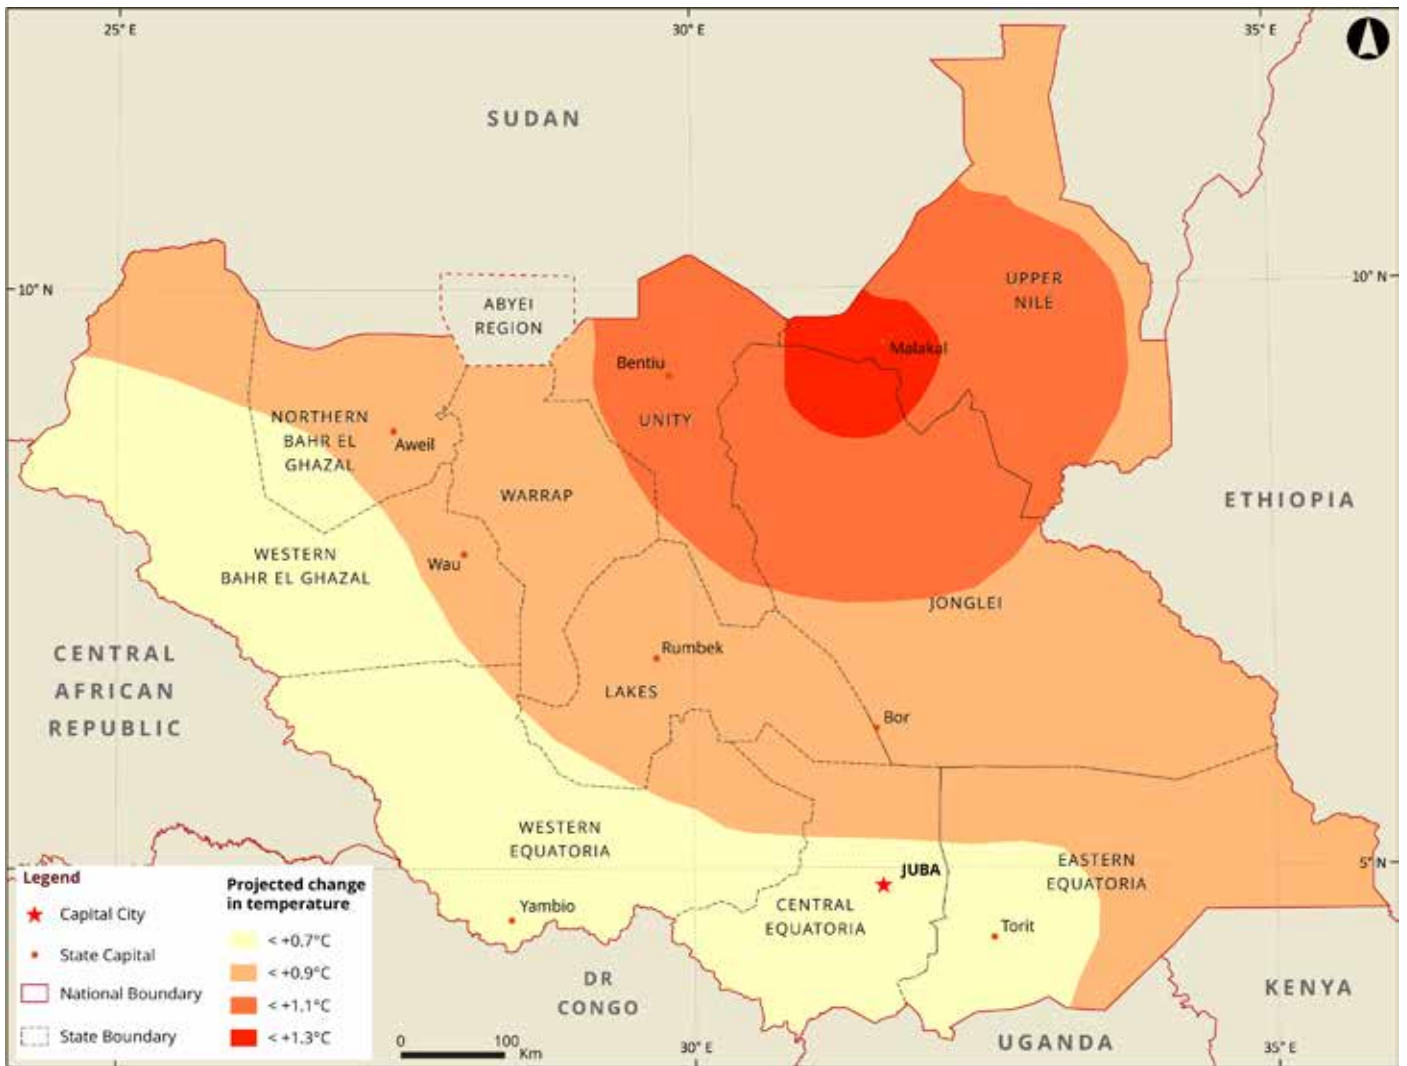 25° E
30° E
35° E
SUDAN
10° N
10° N
ABYEI
REGION
UPPER
NILE
Malakal
Bentiu
UNITY
NORTHERN
BAHR EL
GHAZAL
Aweil
WARRAP
ETHIOPIA
WESTERN
BAHR EL GHAZAL
Wau
JONGLEI
CENTRAL
AFRICAN
REPUBLIC
Rumbek
LAKES
Bor
WESTERN
EQUATORIA
JUBA
EASTERN
EQUATORIA
5° N
Yambio
CENTRAL
EQUATORIA
Torit
DR
CONGO
KENYA
UGANDA
Legend
Capital City
State Capital
National Boundary
State Boundary
Projected change
in temperature
< +0.7°C
< +0.9°C
< +1.1°C
< +1.3°C
0
100
Km
30° E
35° E